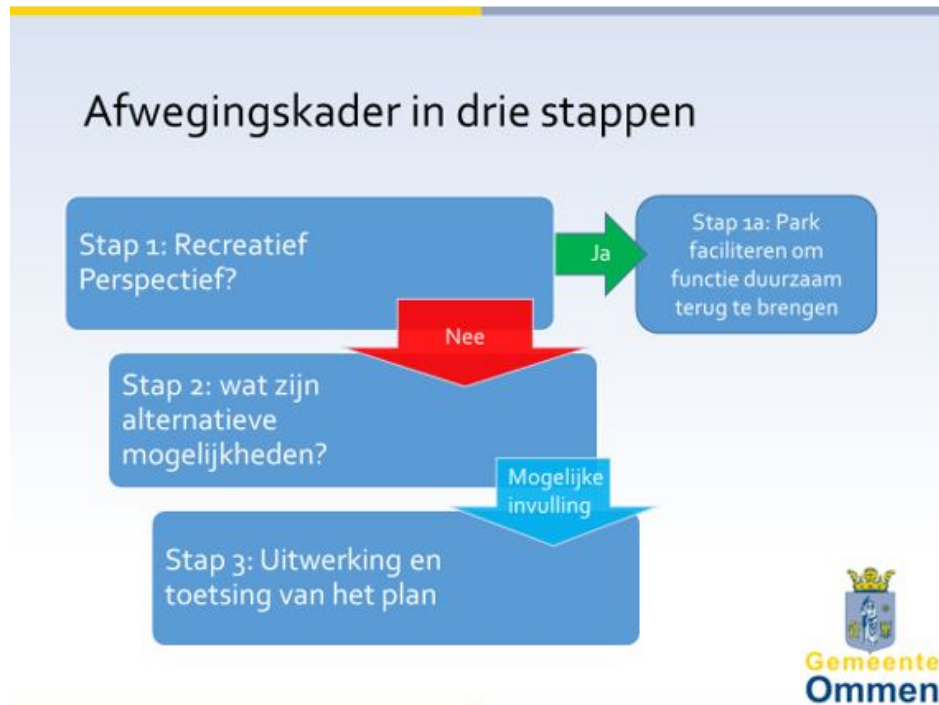 Afwegingskader in drie stappen
Stap 1: Recreatief
Perspectief?
Ja
Stap 1a: Park
faciliteren om
functie duurzaam
terug te brengen
Nee
Stap 2: wat zijn
alternatieve
mogelijkheden?
Mogelijke
invulling
Stap 3: Uitwerking en
toetsing van het plan
Gemeente
Ommen